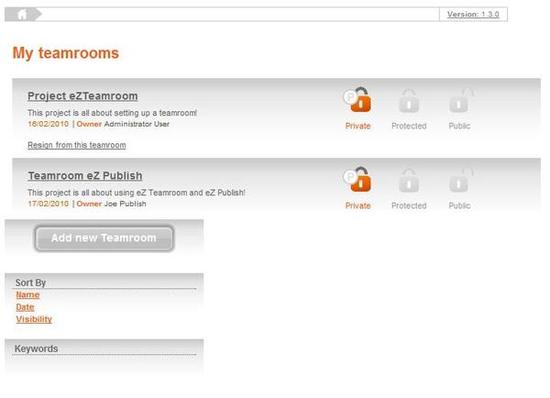 Version: 1.3.0
My teamrooms
Project eZTeamroom
This project is all about setting up a teamroom!
16/02/2010 | Owner Administrator User
Private Protected Public
Resign from this teamroom
Teamroom eZ Publish
This project is all about using eZ Teamroom and eZ Publish!
17/02/2010 | Owner Joe Publish
Private Protected Public
Add new Teamroom
Sort By
Name
Date
Visibility
Keywords